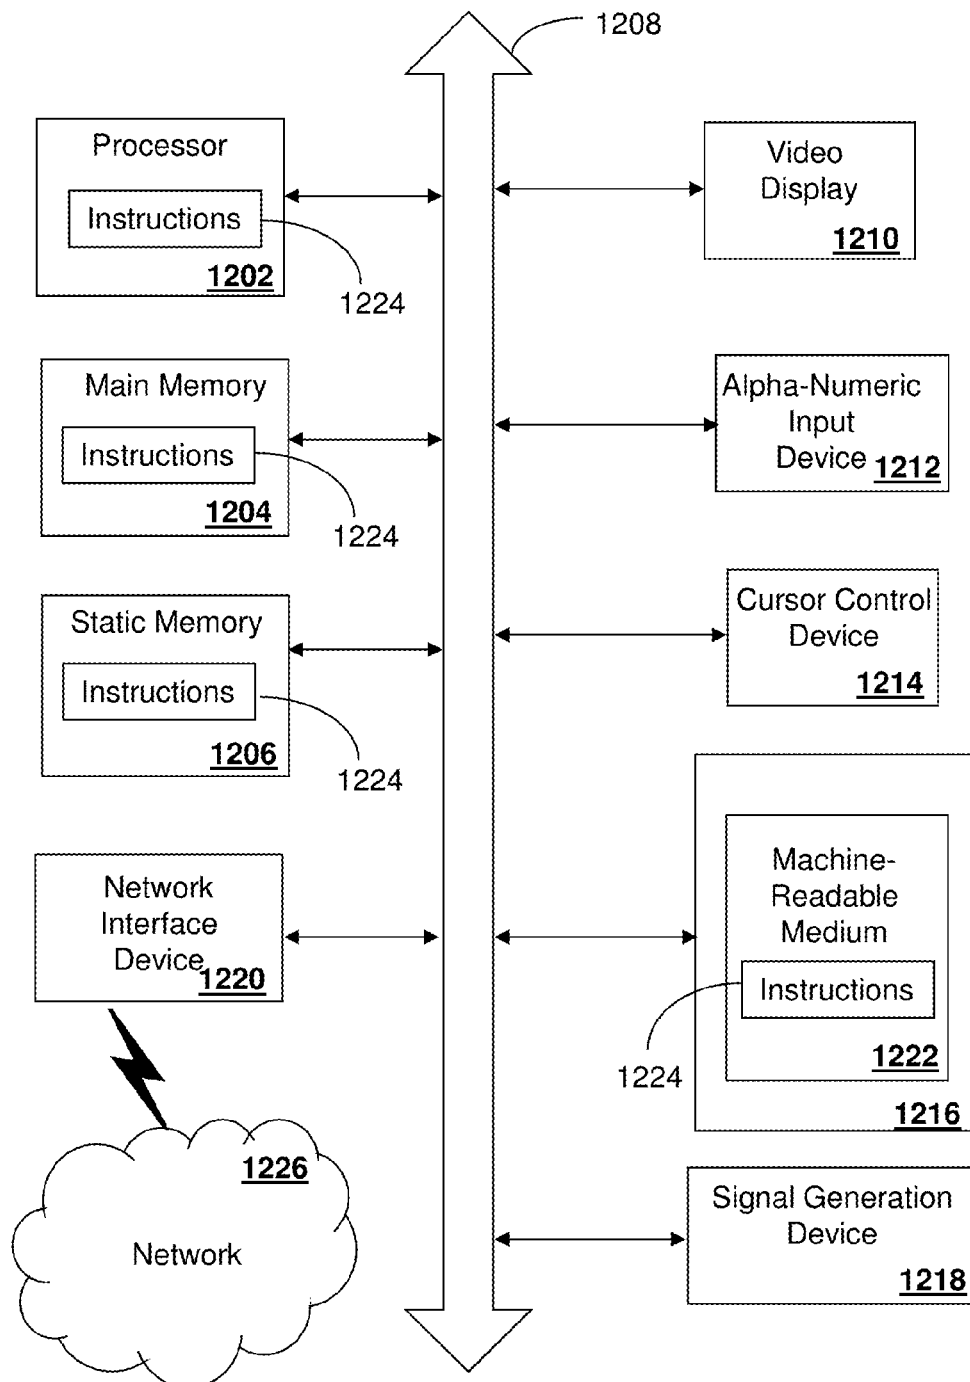 1208
Processor
Instructions
1202
1224
Main Memory
Instructions
1204
1224
Static Memory
Instructions
1206
1224
Network
Interface
Device
1220
1226
Network
Video
Display
1210
Alpha-Numeric
Input
Device
1212
Cursor Control
Device
1214
Machine-
Readable
Medium
Instructions
1224
1222
1216
Signal Generation
Device
1218